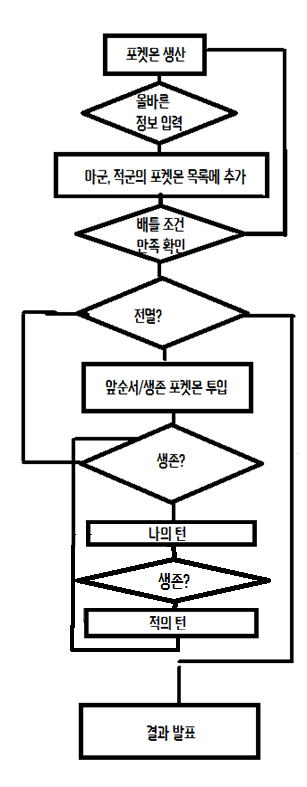 포켓몬 생산
올바른
정보 입력
마군, 적군의 포켓몬 목록에 추가
배틀 조건
만족 확인
전멸?
앞순서/생존 포켓몬 투입
생존?
나의 턴
생존?
적의 턴
결과 발표